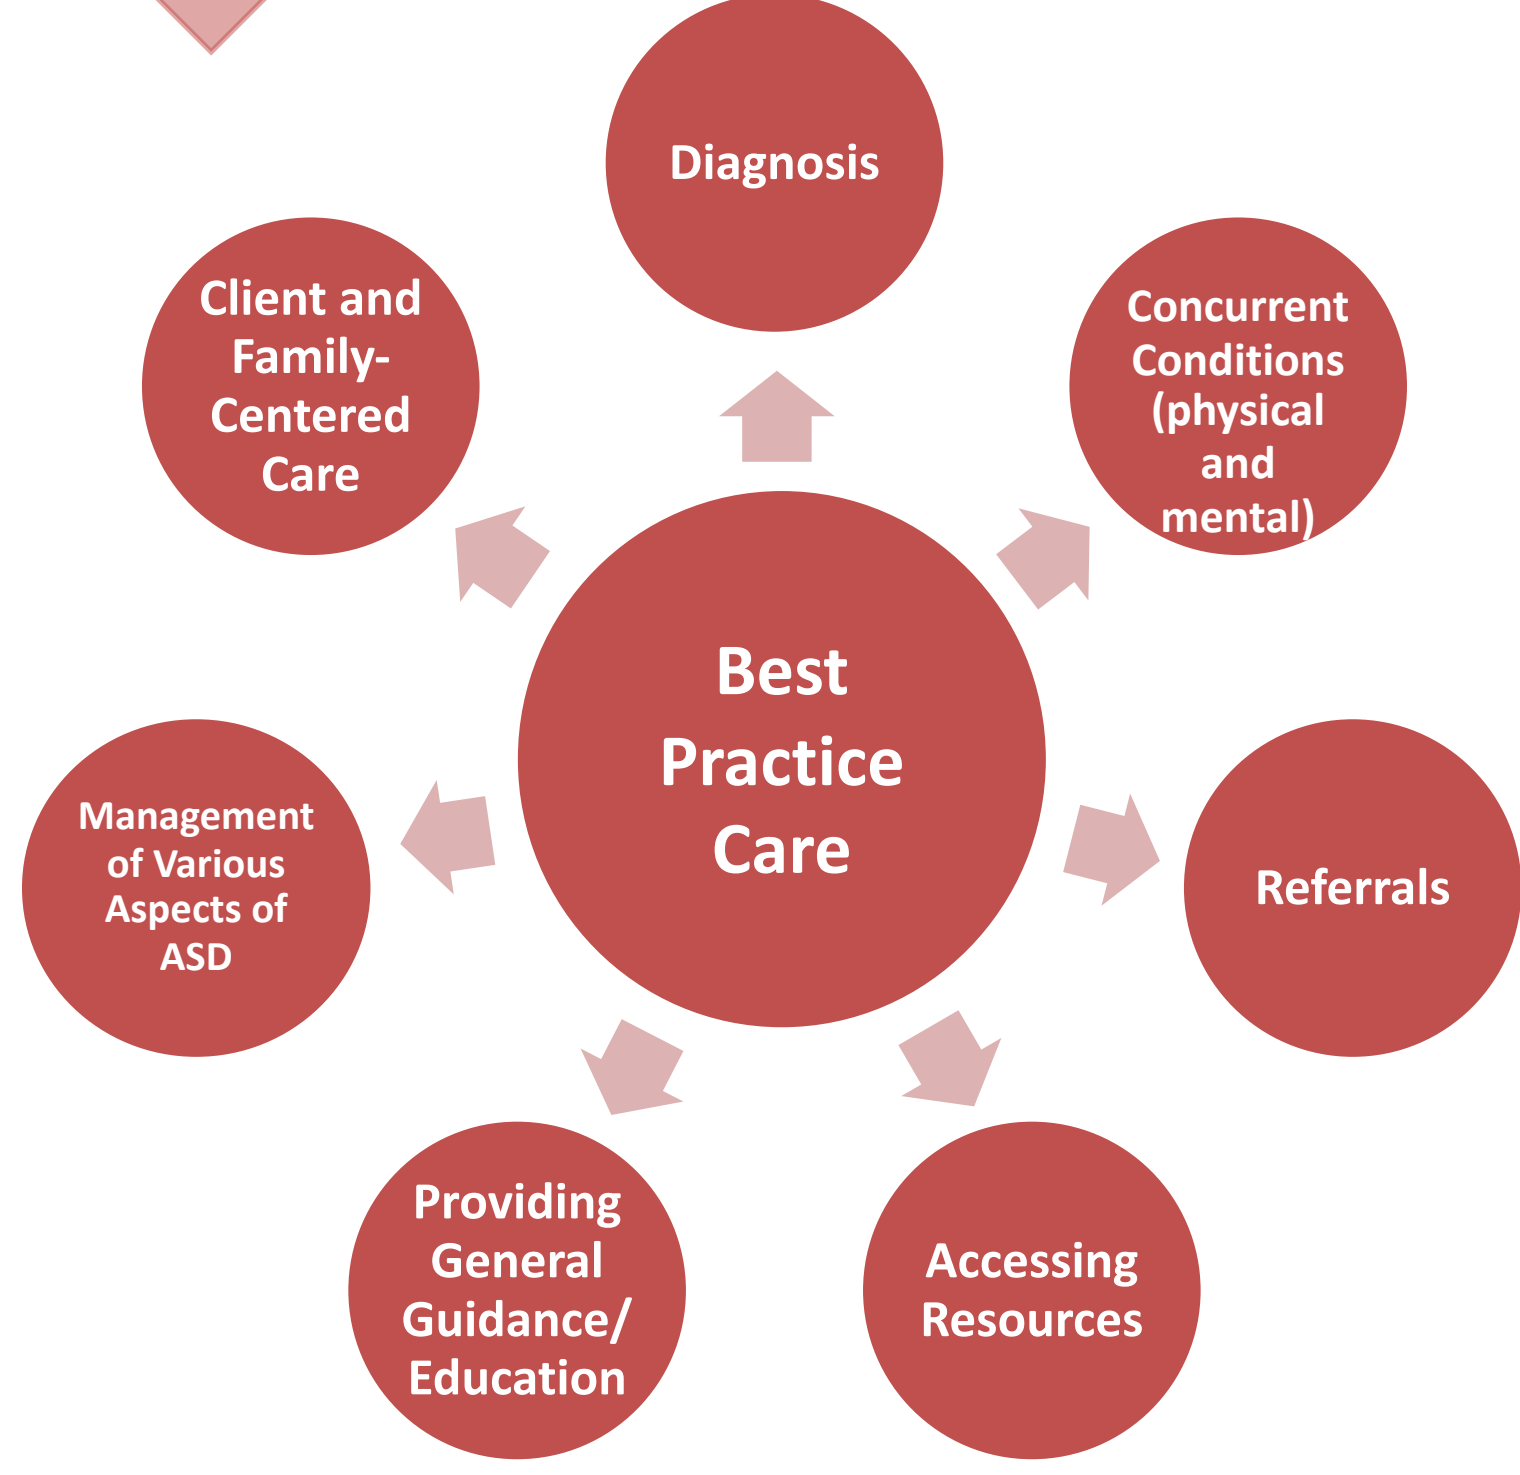 Diagnosis
Client and
Family-
Centered
Care
Concurrent
Conditions
(physical
and
mental)
Best
Practice
Care
Management
of Various
Aspects of
ASD
Referrals
Providing
General
Guidance/
Education
Accessing
Resources